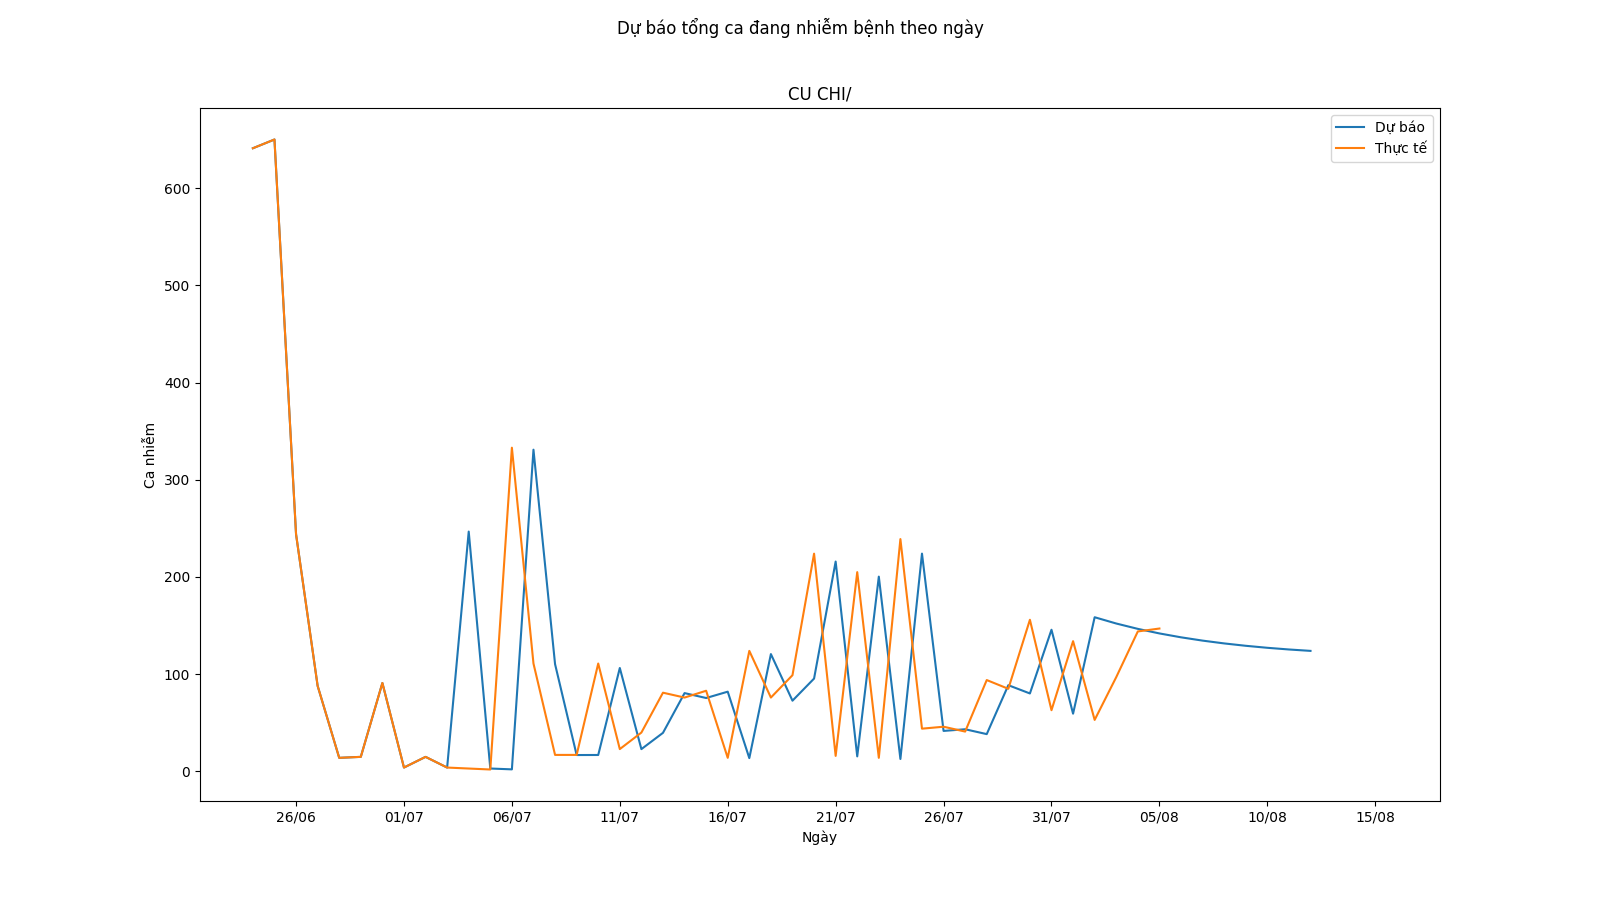 Dự báo tổng ca đang nhiễm bệnh theo ngày
CU CHI/
Dự báo
Thực tế
Ca nhiễm
600
500
400
300
200
100
0
26/06 01/07 06/07 11/07 16/07 21/07 26/07 31/07 05/08 10/08 15/08
Ngày